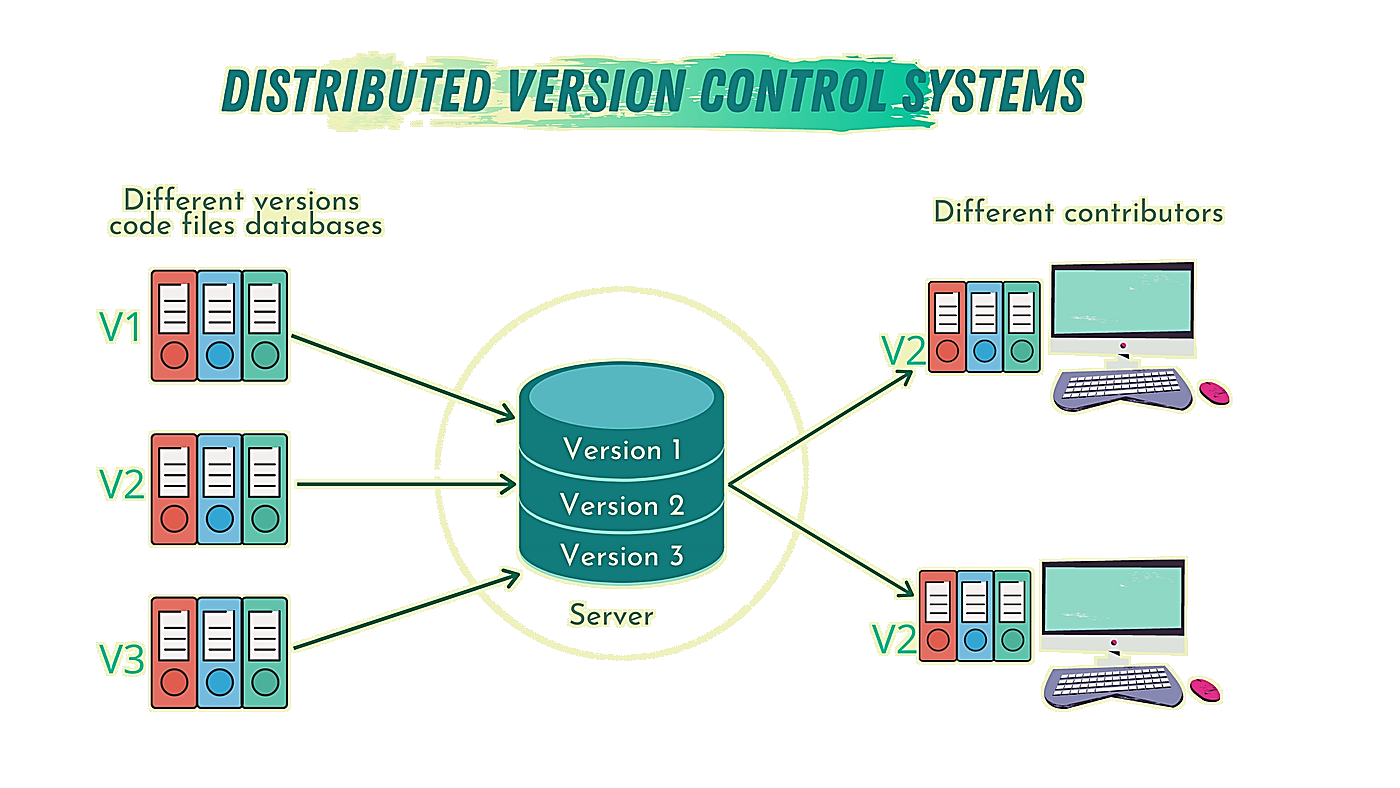 DISTRIBUTED VERSION CONTROL SYSTEMS
Different versions
code files databases
Different contributors
V1
V2
V3
Version 1
Version 2
Version 3
Server
V2
V2